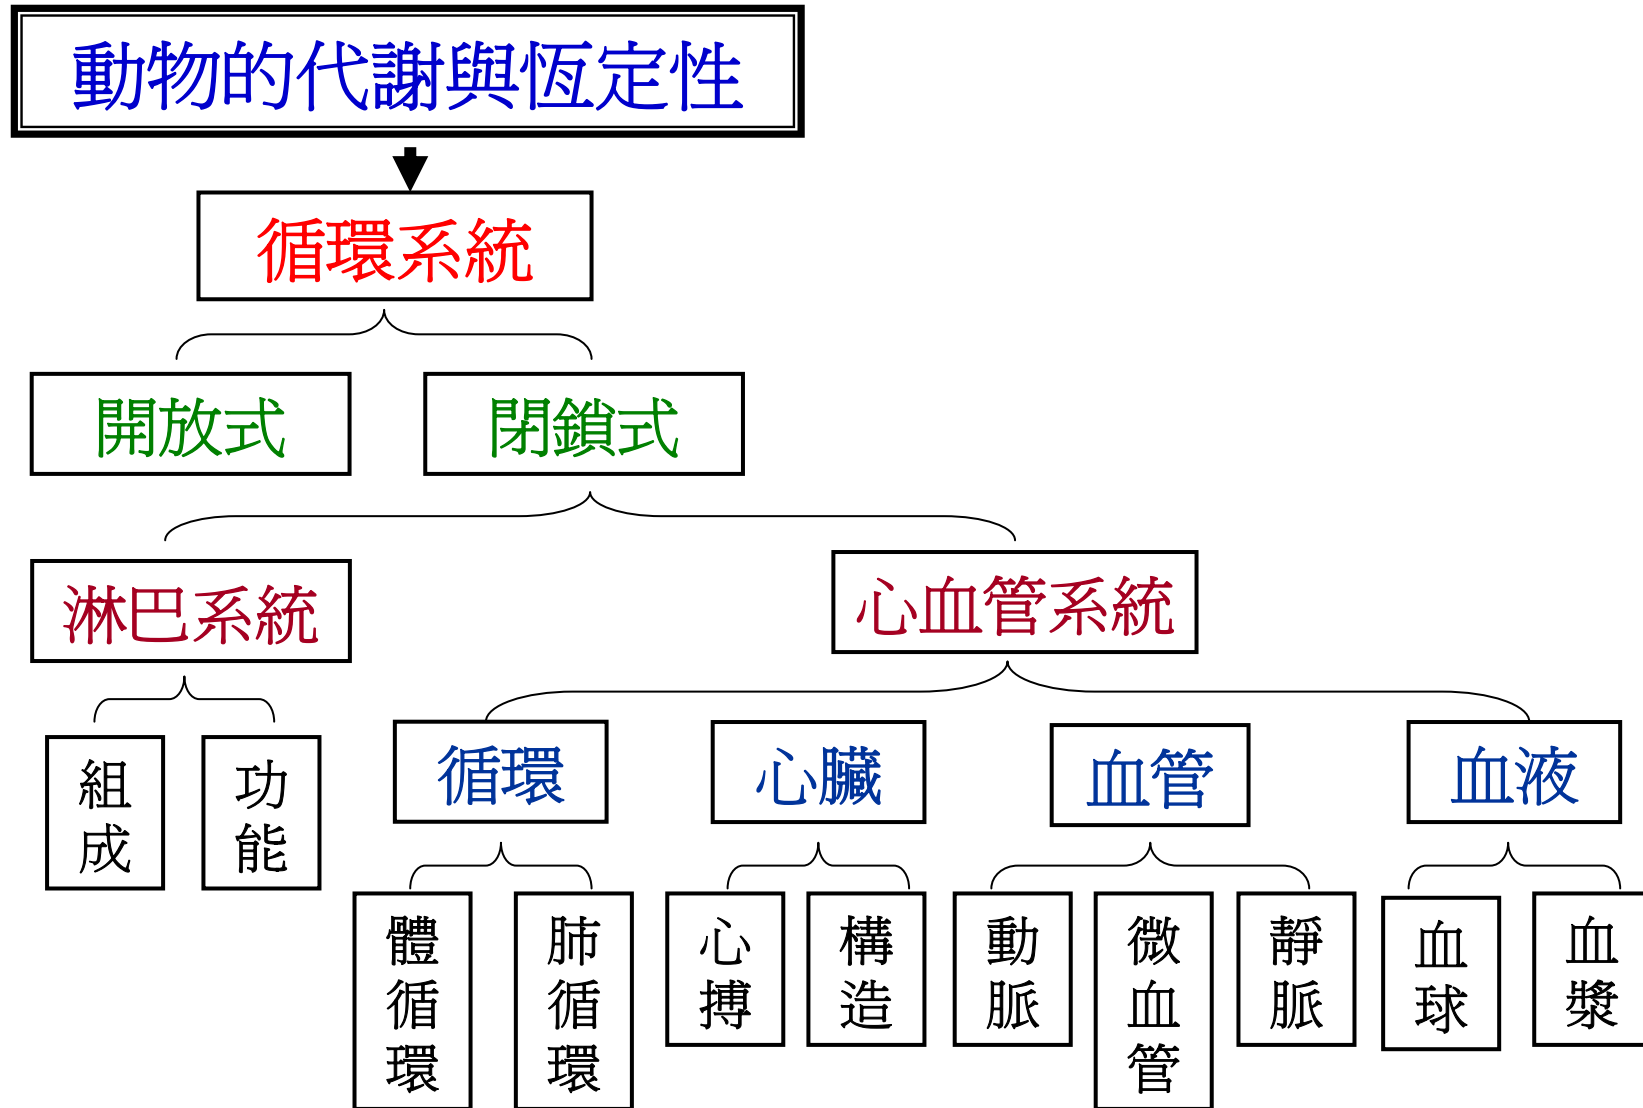 動物的代謝與恆定性
循環系統
開放式
閉鎖式
淋巴系統
心血管系統
組成
功能
循環
心臟
血管
血液
體循環
肺循環
心搏
構造
動脈
微血管
靜脈
血球
血漿